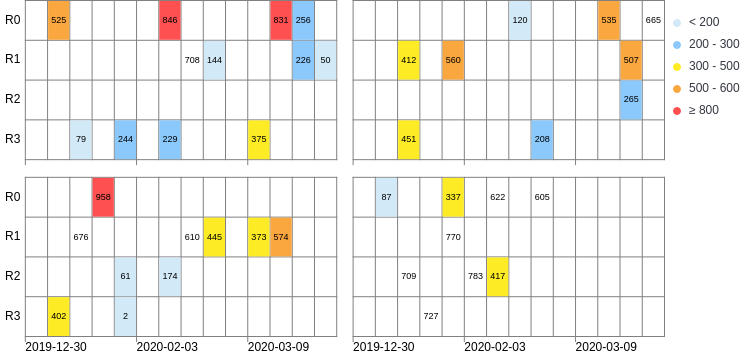 R0 525 846 831 256 120 535 665
R1 708 144 226 50 412 560 507
R2 265
R3 79 244 229 375 451 208
< 200
200 - 300
300 - 500
500 - 600
≥ 800
R0 958 87 337 622 605
R1 676 610 445 373 574 770
R2 61 174 709 783 417
R3 402 2 727
2019-12-30 2020-02-03 2020-03-09 2019-12-30 2020-02-03 2020-03-09